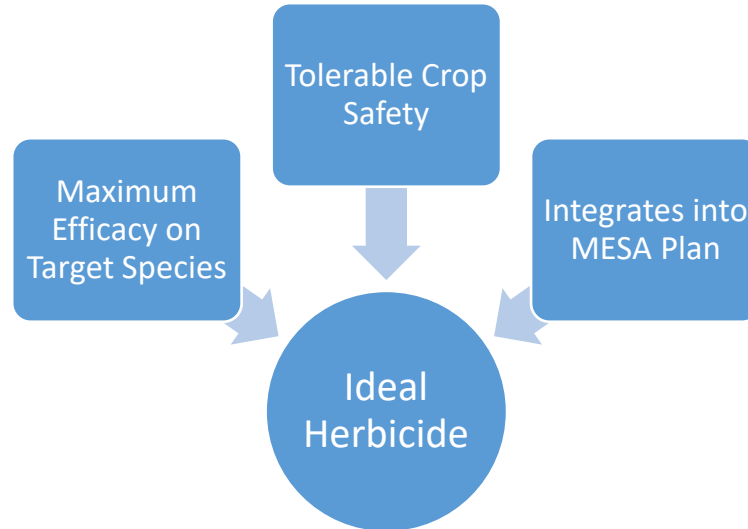 Tolerable Crop
Safety
Maximum
Efficacy on
Target Species
Integrates into
MESA Plan
Ideal
Herbicide